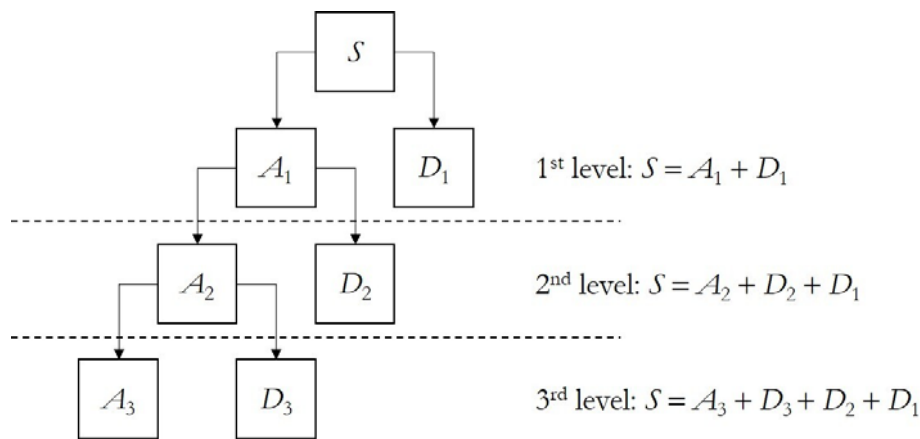 S
A₁ D₁ 1ˢᵗ level: S = A₁ + D₁
A₂ D₂ 2ⁿᵈ level: S = A₂ + D₂ + D₁
A₃ D₃ 3ʳᵈ level: S = A₃ + D₃ + D₂ + D₁